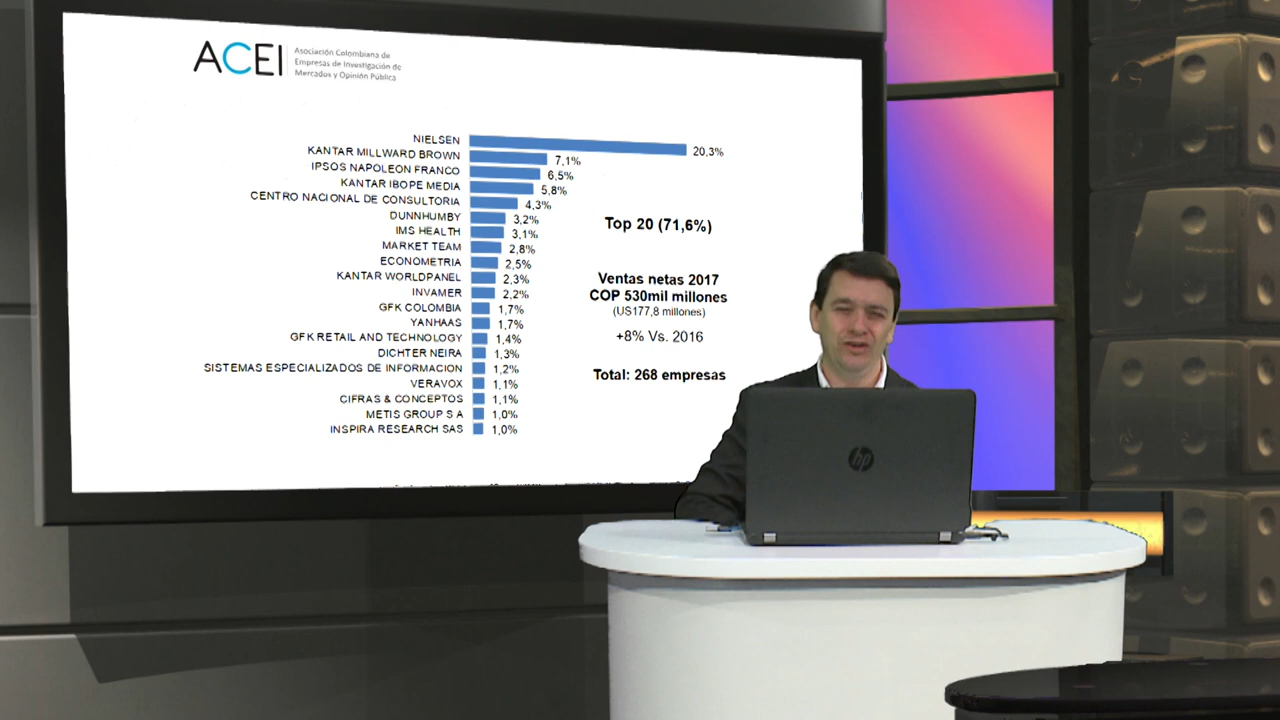 ACEI
Asociación Colombiana de
Empresas de Investigación de
Mercados y Opinión Pública
NIELSEN 20,3%
KANTAR MILLWARD BROWN 7,1%
IPSOS NAPOLEON FRANCO 6,5%
KANTAR IBOPE MEDIA 5,8%
CENTRO NACIONAL DE CONSULTORIA 4,3%
DUNNHUMBY 3,2%
IMS HEALTH 3,1%
MARKET TEAM 2,8%
ECONOMETRIA 2,5%
KANTAR WORLDPANEL 2,3%
INVAMER 2,2%
GFK COLOMBIA 1,7%
YANHAAS 1,7%
GFK RETAIL AND TECHNOLOGY 1,4%
DICHTER NEIRA 1,3%
SISTEMAS ESPECIALIZADOS DE INFORMACION 1,2%
VERAVOX 1,1%
CIFRAS & CONCEPTOS 1,1%
METIS GROUP S A 1,0%
INSPIRA RESEARCH SAS 1,0%
Top 20 (71,6%)
Ventas netas 2017
COP 530mil millones
(US177,8 millones)
+8% Vs. 2016
Total: 268 empresas
hp